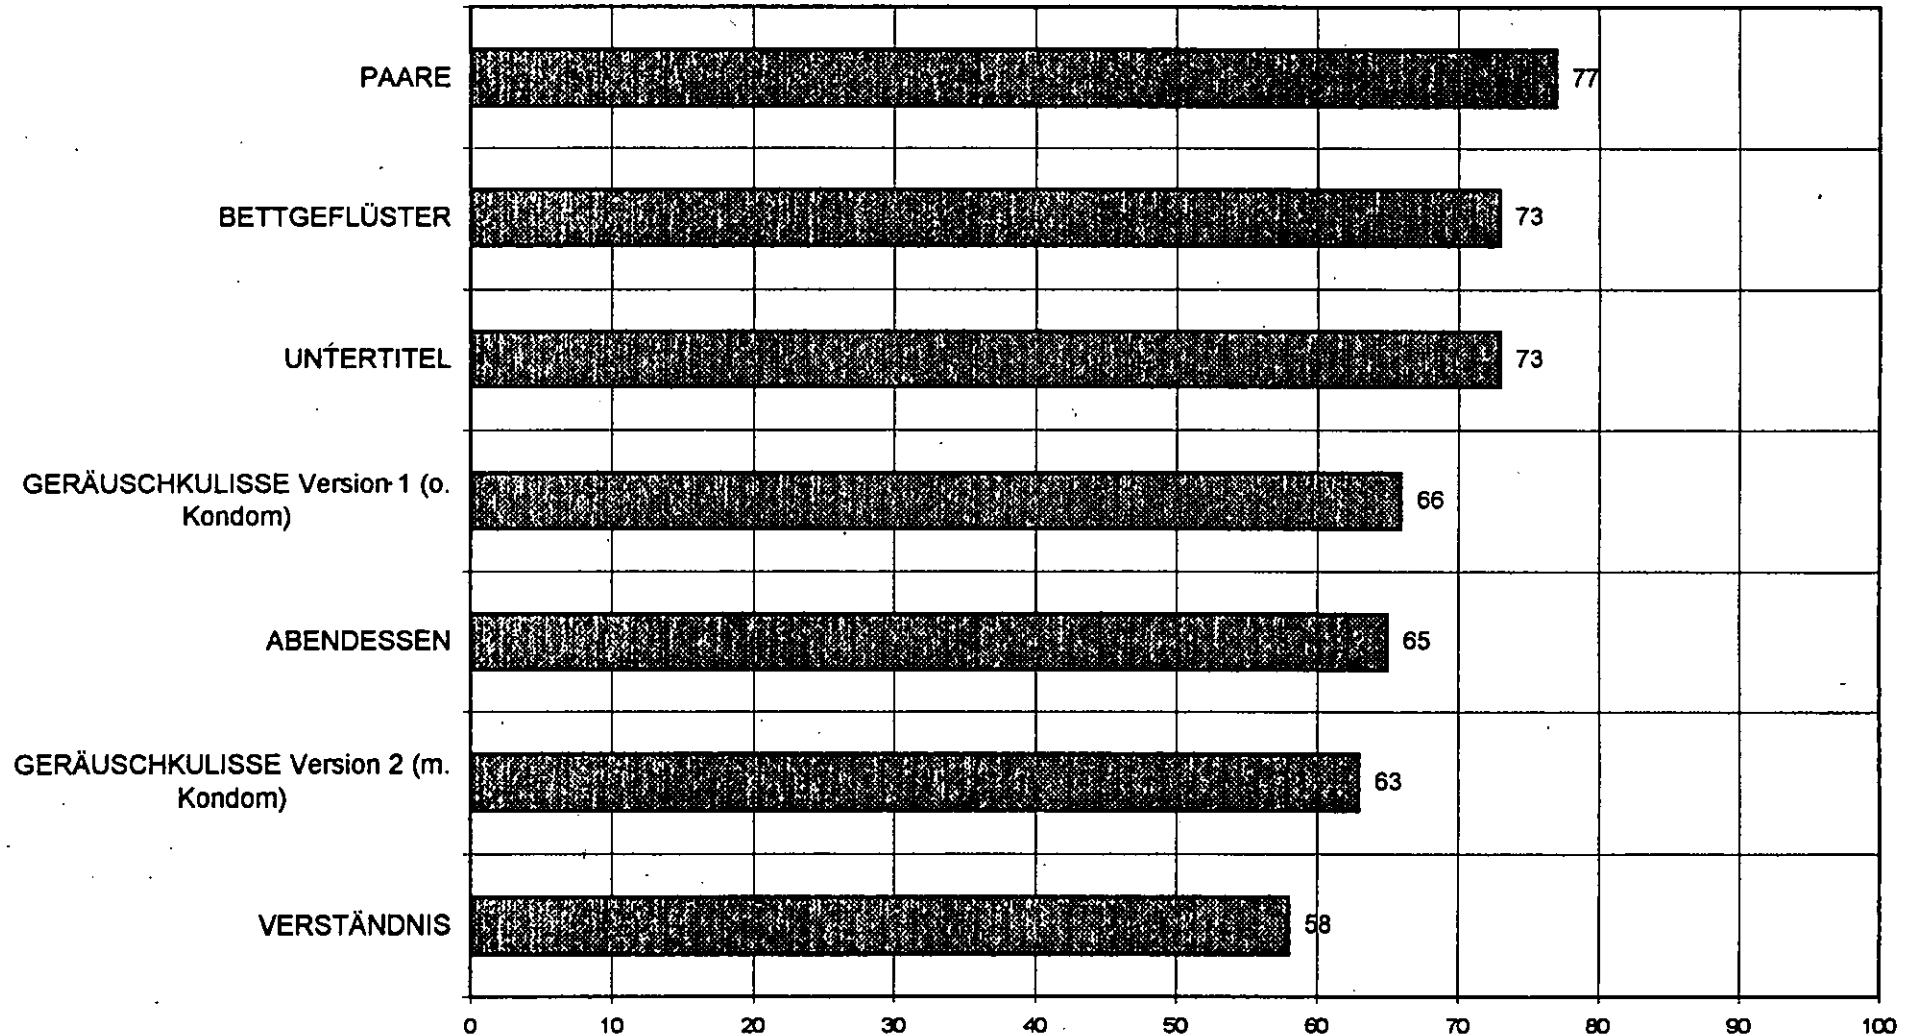 PAARE 77
BETTGEFLÜSTER 73
UNTERTITEL 73
GERÄUSCHKULISSE Version 1 (o.
Kondom) 66
ABENDESSEN 65
GERÄUSCHKULISSE Version 2 (m.
Kondom) 63
VERSTÄNDNIS 58
0 10 20 30 40 50 60 70 80 90 100